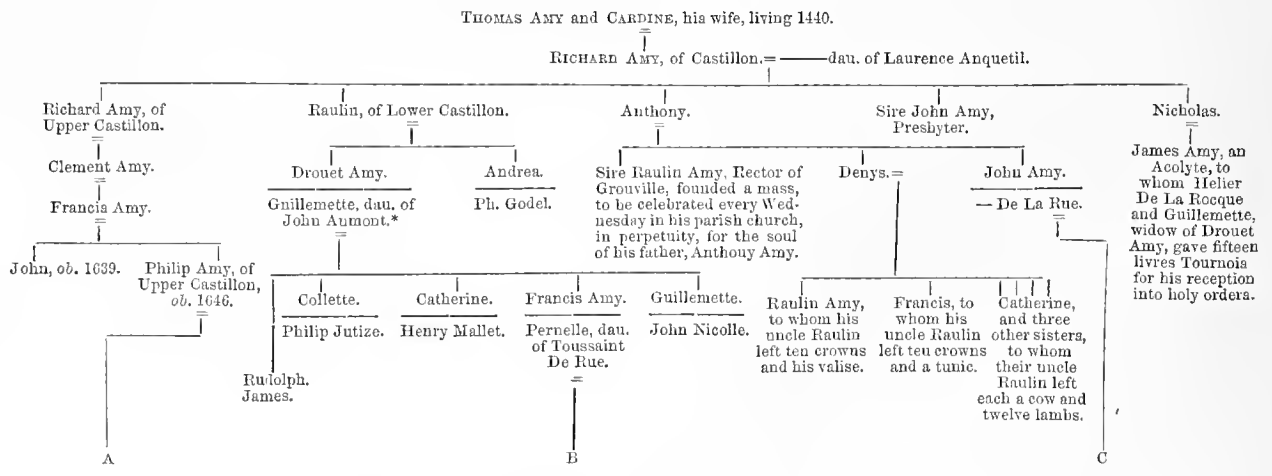 THOMAS AMY and CARDINE, his wife, living 1440.
=
RICHARD AMY, of Castillon.=——dau. of Laurence Anquetil.
Richard Amy, of
Upper Castillon.
=
Clement Amy.
=
Francia Amy.
=
John, ob. 1639.
Philip Amy, of
Upper Castillon,
ob. 1646.
=
A
Raulin, of Lower Castillon.
=
Drouet Amy.
Guillemette, dau. of
John Aumont.*
=
Andrea.
Ph. Godel.
Rudolph.
James.
Collette.
Philip Jutize.
Catherine.
Henry Mallet.
Francis Amy.
Pernelle, dau.
of Toussaint
De Rue.
=
B
Guillemette.
John Nicolle.
Anthony.
=
Sire Raulin Amy, Rector of
Grouville, founded a mass,
to be celebrated every Wed-
nesday in his parish church,
in perpetuity, for the soul
of his father, Anthony Amy.
Denys.=
John Amy.
— De La Rue.
=
C
Raulin Amy,
to whom his
uncle Raulin
left ten crowns
and his valise.
Francis, to
whom his
uncle Raulin
left ten crowns
and a tunic.
Catherine,
and three
other sisters,
to whom
their uncle
Raulin left
each a cow and
twelve lambs.
Sire John Amy,
Presbyter.
Nicholas.
=
James Amy, an
Acolyte, to
whom Helier
De La Rocque
and Guillemette,
widow of Drouet
Amy, gave fifteen
livres Tournoia
for his reception
into holy ordera.